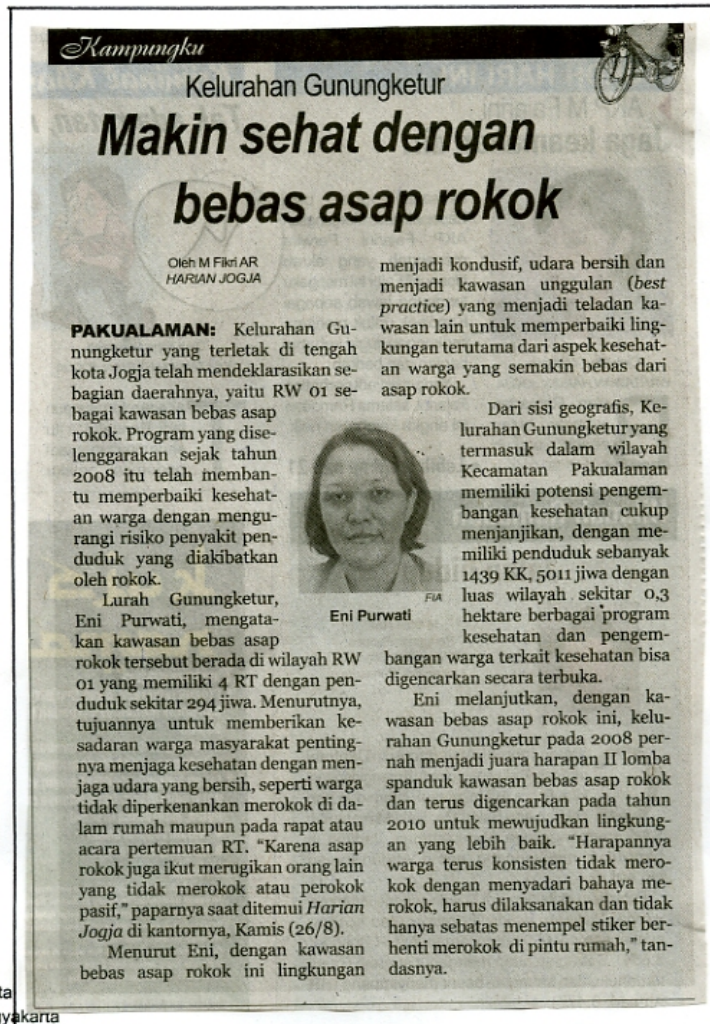 Kampungku
Kelurahan Gunungketur
Makin sehat dengan
bebas asap rokok
Oleh M Fikri AR
HARIAN JOGJA
PAKUALAMAN: Kelurahan Gu-
nungketur yang terletak di tengah
kota Jogja telah mendeklarasikan se-
bagian daerahnya, yaitu RW 01 se-
bagai kawasan bebas asap
rokok. Program yang dise-
lenggarakan sejak tahun
2008 itu telah memban-
tu memperbaiki kesehat-
an warga dengan mengu-
rangi risiko penyakit pen-
duduk yang diakibatkan
oleh rokok.
Lurah Gunungketur,
Eni Purwati, mengata-
kan kawasan bebas asap
rokok tersebut berada di wilayah RW
01 yang memiliki 4 RT dengan pen-
duduk sekitar 294 jiwa. Menurutnya,
tujuannya untuk memberikan ke-
sadaran warga masyarakat penting-
nya menjaga kesehatan dengan men-
jaga udara yang bersih, seperti warga
tidak diperkenankan merokok di da-
lam rumah maupun pada rapat atau
acara pertemuan RT. “Karena asap
rokok juga ikut merugikan orang lain
yang tidak merokok atau perokok
pasif,” paparnya saat ditemui Harian
Jogja di kantornya, Kamis (26/8).
Menurut Eni, dengan kawasan
bebas asap rokok ini lingkungan
menjadi kondusif, udara bersih dan
menjadi kawasan unggulan (best
practice) yang menjadi teladan ka-
wasan lain untuk memperbaiki ling-
kungan terutama dari aspek kesehat-
an warga yang semakin bebas dari
asap rokok.
Dari sisi geografis, Ke-
lurahan Gunungketur yang
termasuk dalam wilayah
Kecamatan Pakualaman
memiliki potensi pengem-
bangan kesehatan cukup
menjanjikan, dengan me-
miliki penduduk sebanyak
1439 KK, 5011 jiwa dengan
luas wilayah sekitar 0,3
hektare berbagai program
kesehatan dan pengem-
bangan warga terkait kesehatan bisa
digencarkan secara terbuka.
Eni melanjutkan, dengan ka-
wasan bebas asap rokok ini, kelu-
rahan Gunungketur pada 2008 per-
nah menjadi juara harapan II lomba
spanduk kawasan bebas asap rokok
dan terus digencarkan pada tahun
2010 untuk mewujudkan lingkung-
an yang lebih baik. “Harapannya
warga terus konsisten tidak mero-
kok dengan menyadari bahaya me-
rokok, harus dilaksanakan dan tidak
hanya sebatas menempel stiker ber-
henti merokok di pintu rumah,” tan-
dasnya.
FIA
Eni Purwati
ta
gyakarta